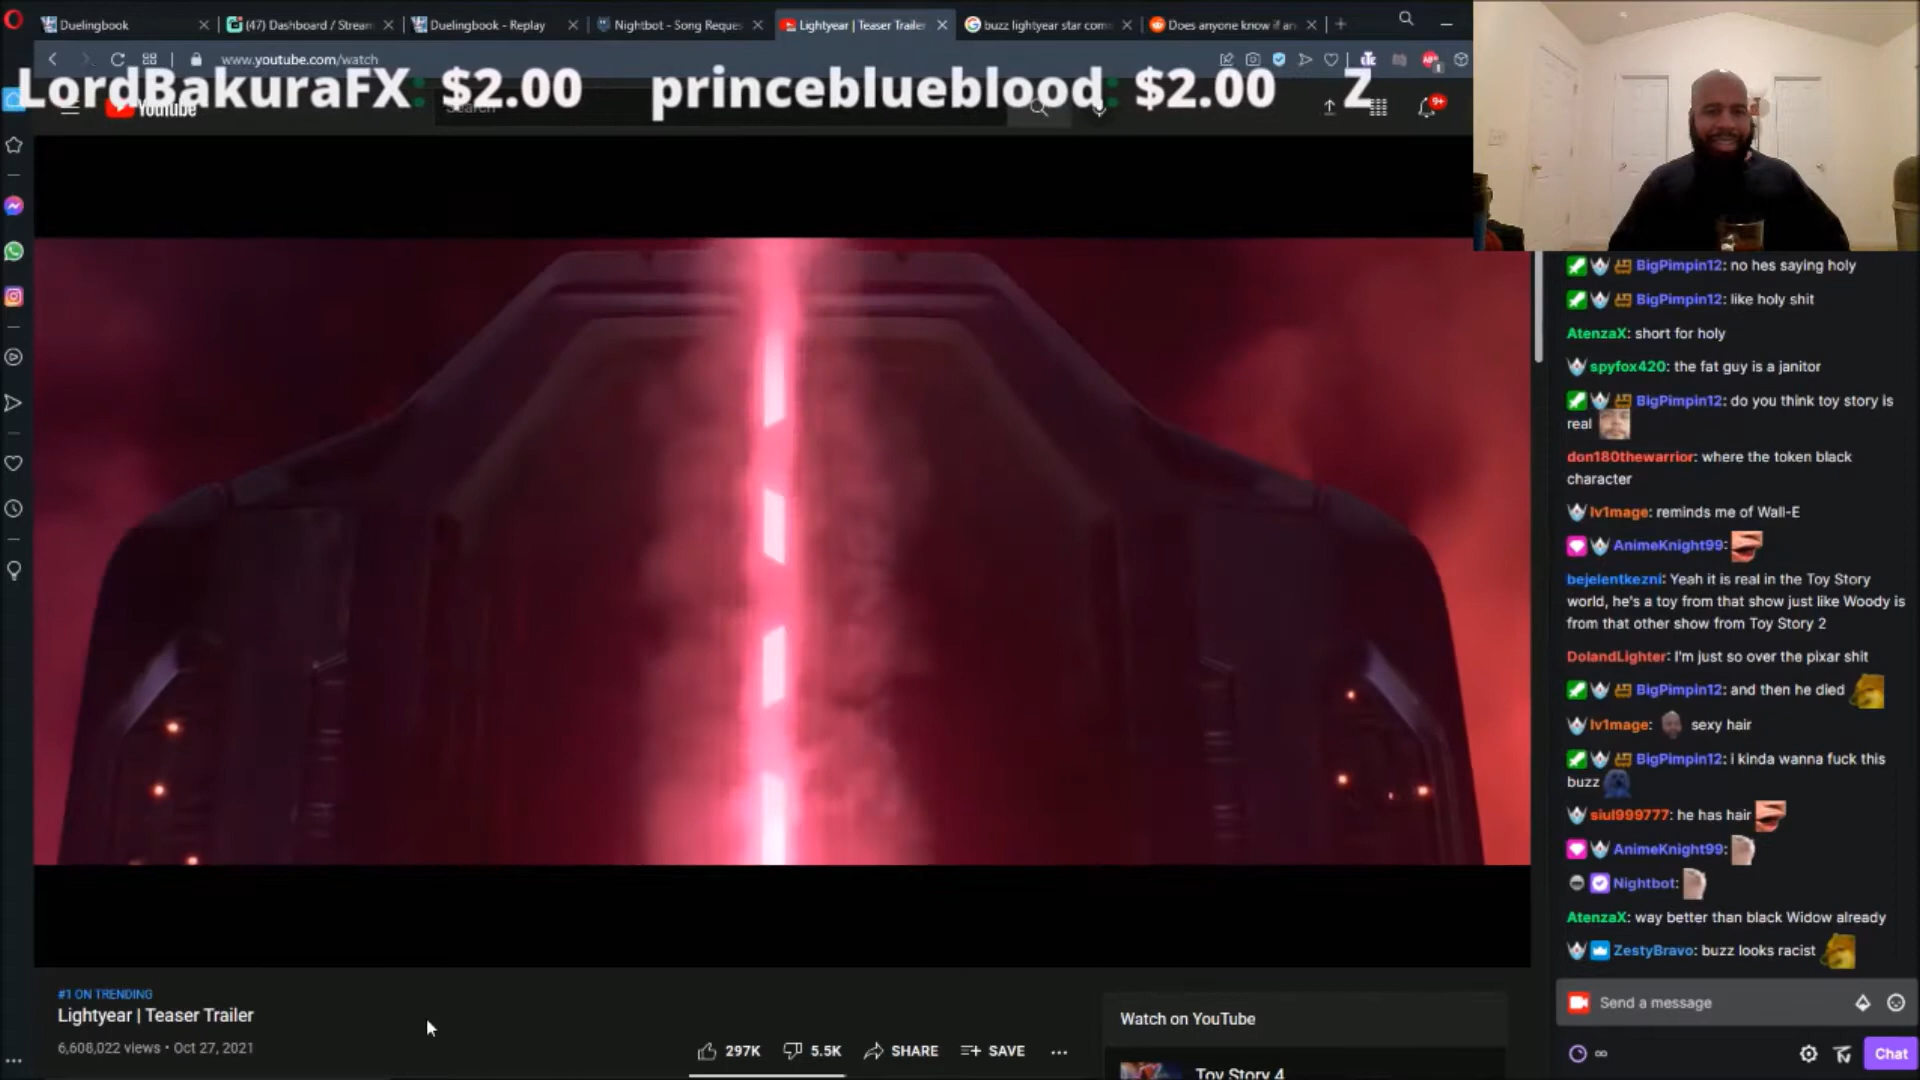 Duelingbook
(47) Dashboard / Stream
Duelingbook - Replay
Nightbot - Song Reques
Lightyear | Teaser Trailer
buzz lightyear star com
Does anyone know if an
www.youtube.com/watch
LordBakuraFX: $2.00 princeblueblood: $2.00 Z
YouTube
Search
9+
BigPimpin12: no hes saying holy
BigPimpin12: like holy shit
AtenzaX: short for holy
spyfox420: the fat guy is a janitor
BigPimpin12: do you think toy story is
real
don180thewarrior: where the token black
character
lv1mage: reminds me of Wall-E
AnimeKnight99:
bejelentkezni: Yeah it is real in the Toy Story
world, he's a toy from that show just like Woody is
from that other show from Toy Story 2
DolandLighter: I'm just so over the pixar shit
BigPimpin12: and then he died
lv1mage: sexy hair
BigPimpin12: i kinda wanna fuck this
buzz
siul999777: he has hair
AnimeKnight99:
Nightbot:
AtenzaX: way better than black Widow already
ZestyBravo: buzz looks racist
Send a message
Chat
#1 ON TRENDING
Lightyear | Teaser Trailer
6,608,022 views • Oct 27, 2021
297K
5.5K
SHARE
SAVE
Watch on YouTube
Toy Story 4